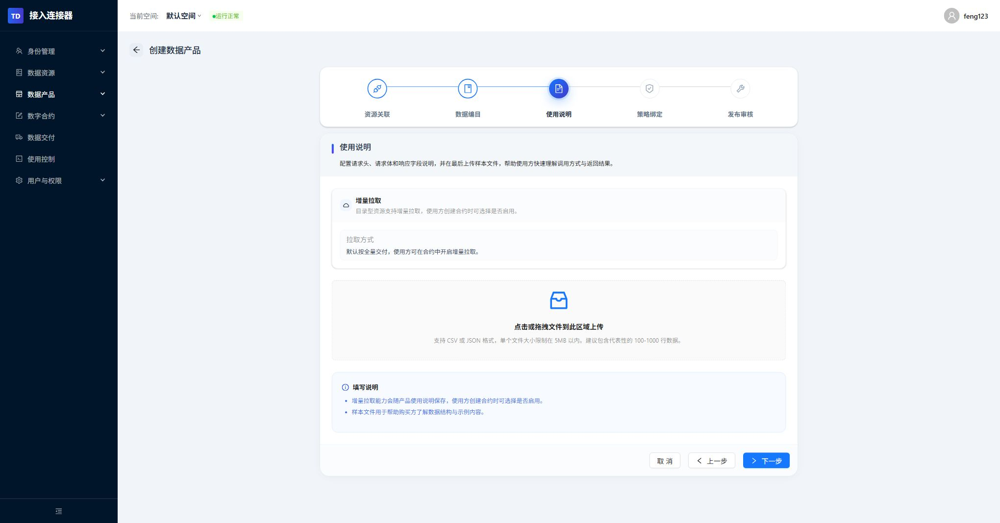 TD 接入连接器
当前空间: 默认空间 运行正常
feng123
身份管理
数据资源
数据产品
数字合约
数据交付
使用控制
用户与权限
创建数据产品
资源关联
数据编目
使用说明
策略绑定
发布审核
使用说明
配置请求头、请求体和响应字段说明，并在最后上传样本文件，帮助使用方快速理解调用方式与返回结果。
增量拉取
目录型资源支持增量拉取，使用方创建合约时可选择是否启用。
拉取方式
默认按全量交付，使用方可在合约中开启增量拉取。
点击或拖拽文件到此区域上传
支持 CSV 或 JSON 格式，单个文件大小限制在 5MB 以内。建议包含代表性的 100-1000 行数据。
填写说明
增量拉取能力会随产品使用说明保存，使用方创建合约时可选择是否启用。
样本文件用于帮助购买方了解数据结构与示例内容。
取 消
上一步
下一步